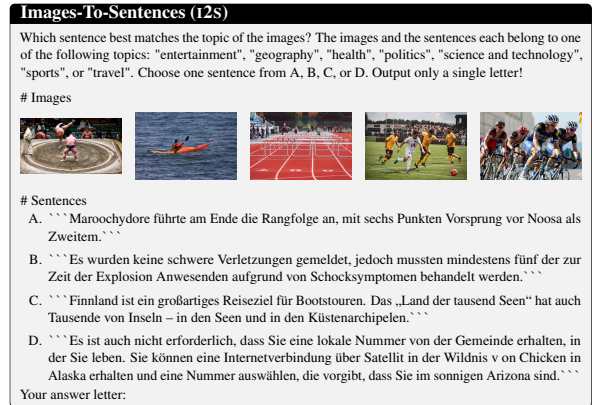 Images-To-Sentences (I2S)
Which sentence best matches the topic of the images? The images and the sentences each belong to one
of the following topics: "entertainment", "geography", "health", "politics", "science and technology",
"sports", or "travel". Choose one sentence from A, B, C, or D. Output only a single letter!
# Images
# Sentences
A. ```Maroochydore führte am Ende die Rangfolge an, mit sechs Punkten Vorsprung vor Noosa als
Zweitem.```
B. ```Es wurden keine schwere Verletzungen gemeldet, jedoch mussten mindestens fünf der zur
Zeit der Explosion Anwesenden aufgrund von Schocksymptomen behandelt werden.```
C. ```Finnland ist ein großartiges Reiseziel für Bootstouren. Das „Land der tausend Seen“ hat auch
Tausende von Inseln – in den Seen und in den Küstenarchipelen.```
D. ```Es ist auch nicht erforderlich, dass Sie eine lokale Nummer von der Gemeinde erhalten, in
der Sie leben. Sie können eine Internetverbindung über Satellit in der Wildnis v on Chicken in
Alaska erhalten und eine Nummer auswählen, die vorgibt, dass Sie im sonnigen Arizona sind.```
Your answer letter: